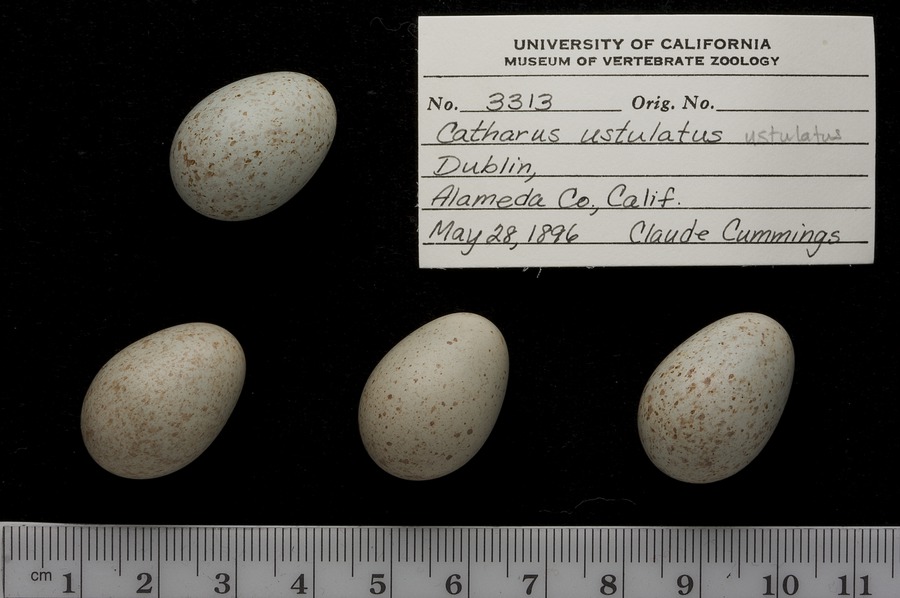 UNIVERSITY OF CALIFORNIA
MUSEUM OF VERTEBRATE ZOOLOGY
No. 3313 Orig. No.
Catharus ustulatus ustulatus
Dublin,
Alameda Co., Calif.
May 28, 1896 Claude Cummings
cm 1 2 3 4 5 6 7 8 9 10 11